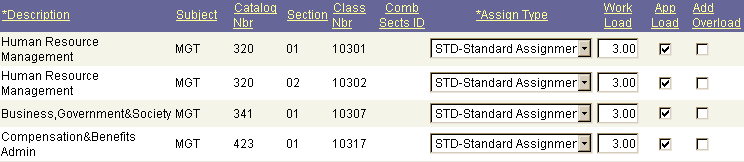 *Description Subject Catalog Nbr Section Class Nbr Comb Sects ID *Assign Type Work Load App Load Add Overload
Human Resource Management MGT 320 01 10301 STD-Standard Assignmer 3.00
Human Resource Management MGT 320 02 10302 STD-Standard Assignmer 3.00
Business,Government&Society MGT 341 01 10307 STD-Standard Assignmer 3.00
Compensation&Benefits Admin MGT 423 01 10317 STD-Standard Assignmer 3.00